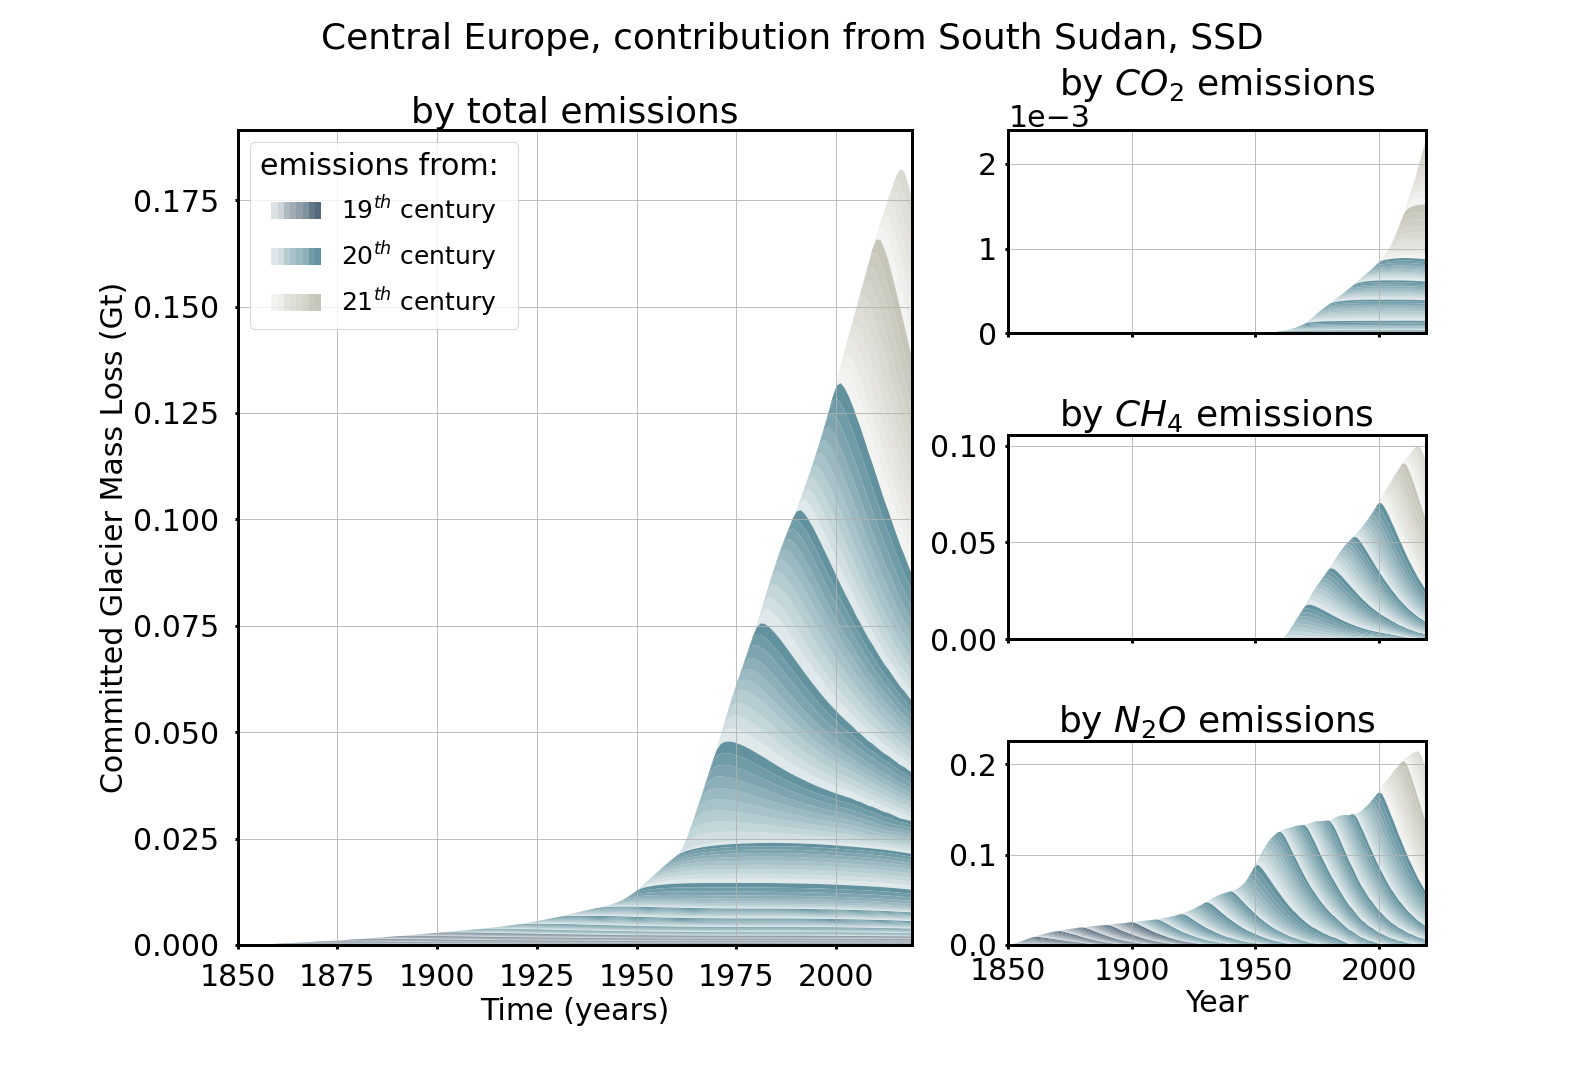 Central Europe, contribution from South Sudan, SSD
by total emissions
emissions from:
19th century
20th century
21th century
Committed Glacier Mass Loss (Gt)
0.175
0.150
0.125
0.100
0.075
0.050
0.025
0.000
1850 1875 1900 1925 1950 1975 2000
Time (years)
by CO2 emissions
1e−3
2
1
0
by CH4 emissions
0.10
0.05
0.00
by N2O emissions
0.2
0.1
0.0
1850 1900 1950 2000
Year